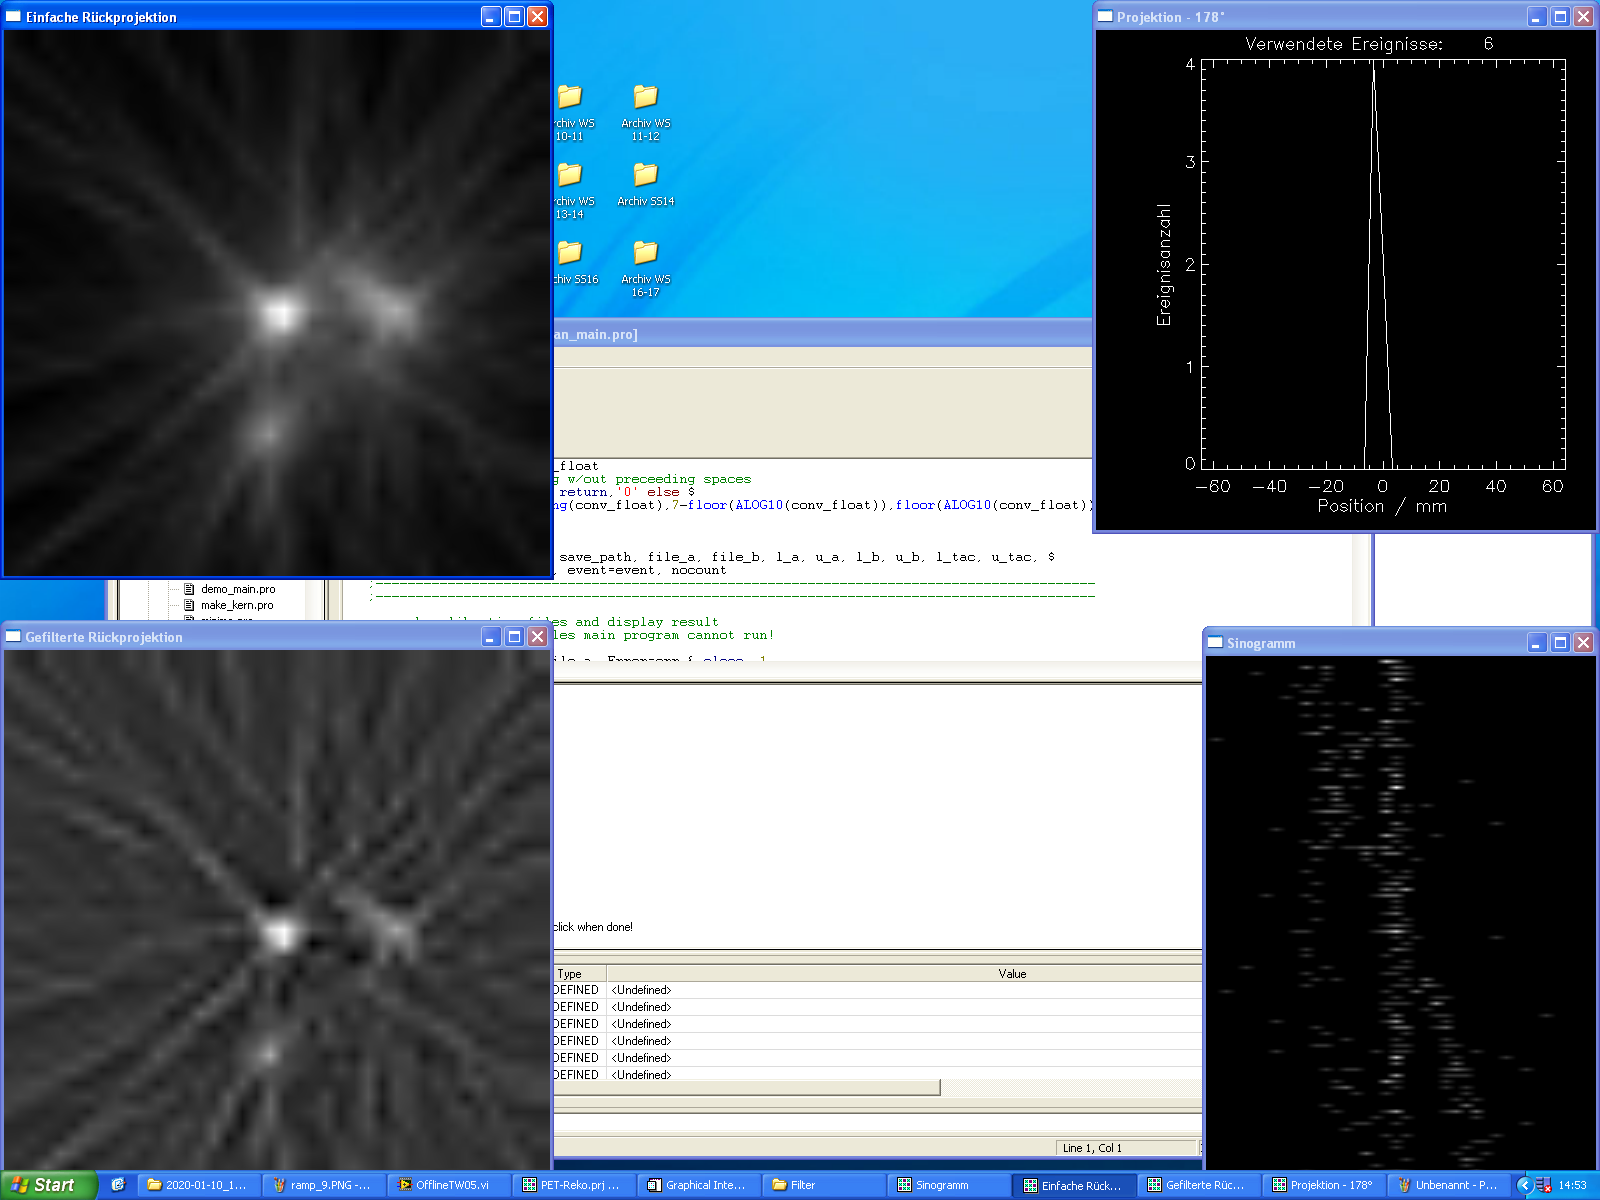 Einfache Rückprojektion
Projektion - 178°
Verwendete Ereignisse: 6
4
3
2
1
0
Ereignisanzahl
-60 -40 -20 0 20 40 60
Position / mm
rchiv WS 10-11
Archiv WS 11-12
rchiv WS 13-14
Archiv SS14
chiv SS16
Archiv WS 16-17
an_main.pro]
_float
g w/out preceeding spaces
return,'0' else $
ng(conv_float),7-floor(ALOG10(conv_float)),floor(ALOG10(conv_float))
save_path, file_a, file_b, l_a, u_a, l_b, u_b, l_tac, u_tac, $
event=event, nocount
;
;
files and display result
les main program cannot run!
demo_main.pro
make_kern.pro
Gefilterte Rückprojektion
Sinogramm
click when done!
Type Value
DEFINED <Undefined>
DEFINED <Undefined>
DEFINED <Undefined>
DEFINED <Undefined>
DEFINED <Undefined>
DEFINED <Undefined>
Line 1, Col 1
Start
2020-01-10_1...
ramp_9.PNG -...
OfflineTW05.vi
PET-Reko.prj ...
Graphical Inte...
Filter
Sinogramm
Einfache Rück...
Gefilterte Rüc...
Projektion - 178°
Unbenannt - P...
14:53